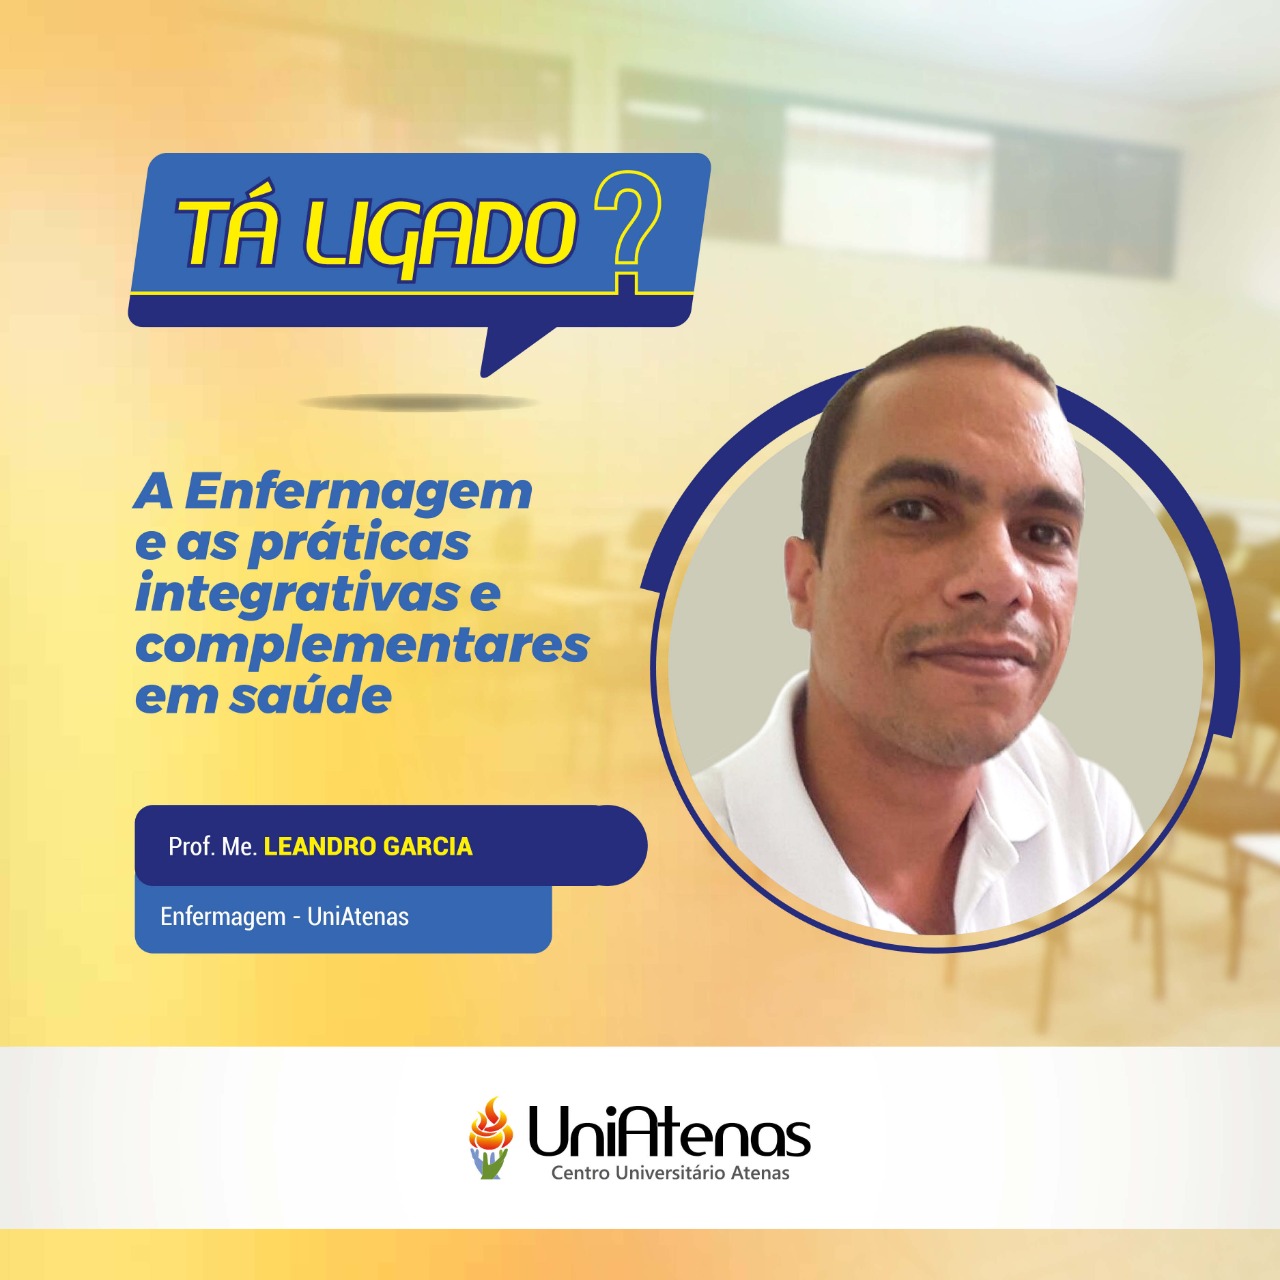 TÁ LIGADO?
A Enfermagem
e as práticas
integrativas e
complementares
em saúde
Prof. Me. LEANDRO GARCIA
Enfermagem - UniAtenas
UniAtenas
Centro Universitário Atenas